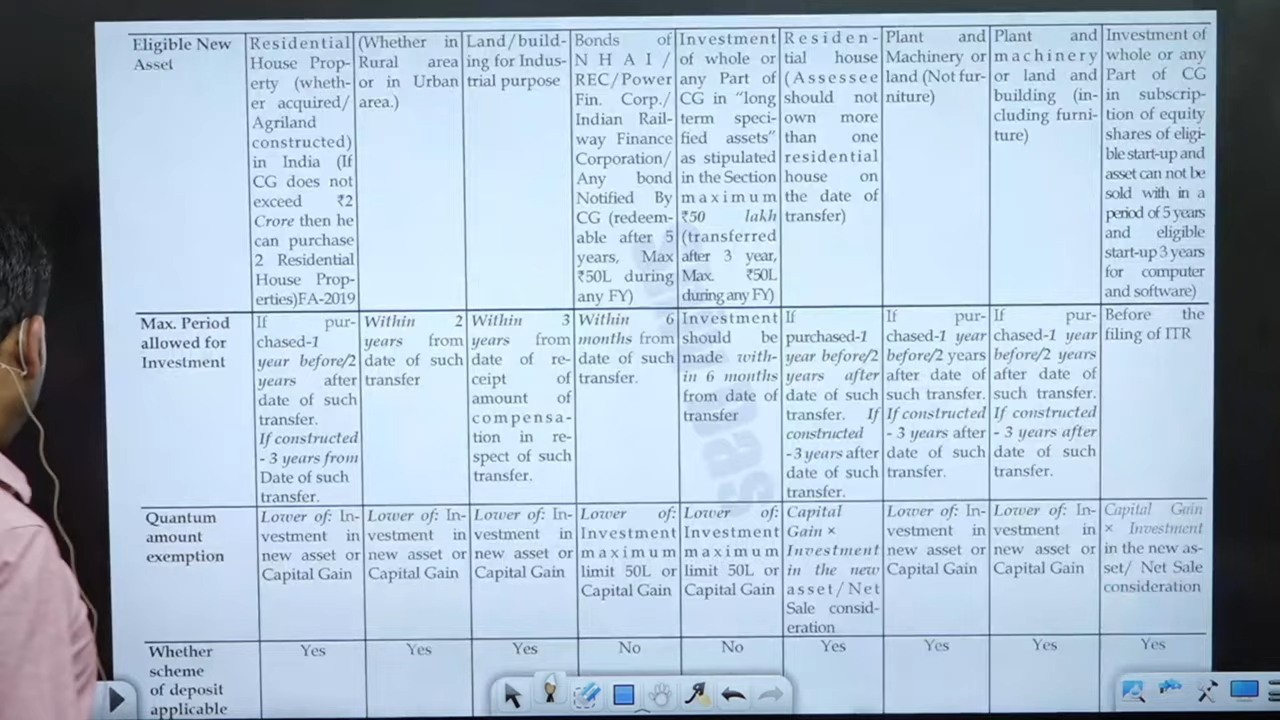 Eligible New
Asset
Residential
House Prop-
erty (wheth-
er acquired/
Agriland
constructed)
in India (If
CG does not
exceed ₹2
Crore then he
can purchase
2 Residential
House Prop-
erties)FA-2019
(Whether in
Rural area
or in Urban
area.)
Land/build-
ing for Indus-
trial purpose
Bonds of
NHAI/
REC/Power
Fin. Corp./
Indian Rail-
way Finance
Corporation/
Any bond
Notified By
CG (redeem-
able after 5
years, Max
₹50L during
any FY)
Investment
of whole or
any Part of
CG in "long
term speci-
fied assets"
as stipulated
in the Section
maximum
₹50 lakh
(transferred
after 3 year,
Max. ₹50L
during any FY)
Residen-
tial house
(Assessee
should not
own more
than one
residential
house on
the date of
transfer)
Plant and
Machinery or
land (Not fur-
niture)
Plant and
machinery
or land and
building (in-
cluding furni-
ture)
Investment of
whole or any
Part of CG
in subscrip-
tion of equity
shares of eligi-
ble start-up and
asset can not be
sold with in a
period of 5 years
and eligible
start-up 3 years
for computer
and software)
Max. Period
allowed for
Investment
If pur-
chased-1
year before/2
years after
date of such
transfer.
If constructed
- 3 years from
Date of such
transfer.
Within 2
years from
date of such
transfer
Within 3
years from
date of re-
ceipt of
amount of
compensa-
tion in re-
spect of such
transfer.
Within 6
months from
date of such
transfer.
Investment
should be
made with-
in 6 months
from date of
transfer
If
purchased-1
year before/2
years after
date of such
transfer. If
constructed
-3 years after
date of such
transfer.
If pur-
chased-1 year
before/2 years
after date of
such transfer.
If constructed
- 3 years after
date of such
transfer.
If pur-
chased-1 year
before/2 years
after date of
such transfer.
If constructed
- 3 years after
date of such
transfer.
Before the
filing of ITR
Quantum
amount
exemption
Lower of: In-
vestment in
new asset or
Capital Gain
Lower of: In-
vestment in
new asset or
Capital Gain
Lower of: In-
vestment in
new asset or
Capital Gain
Lower of:
Investment
maximum
limit 50L or
Capital Gain
Lower of:
Investment
maximum
limit 50L or
Capital Gain
Capital
Gain ×
Investment
in the new
asset/Net
Sale consid-
eration
Lower of: In-
vestment in
new asset or
Capital Gain
Lower of: In-
vestment in
new asset or
Capital Gain
Capital Gain
× Investment
in the new as-
set/ Net Sale
consideration
Whether
scheme
of deposit
applicable
Yes
Yes
Yes
No
No
Yes
Yes
Yes
Yes